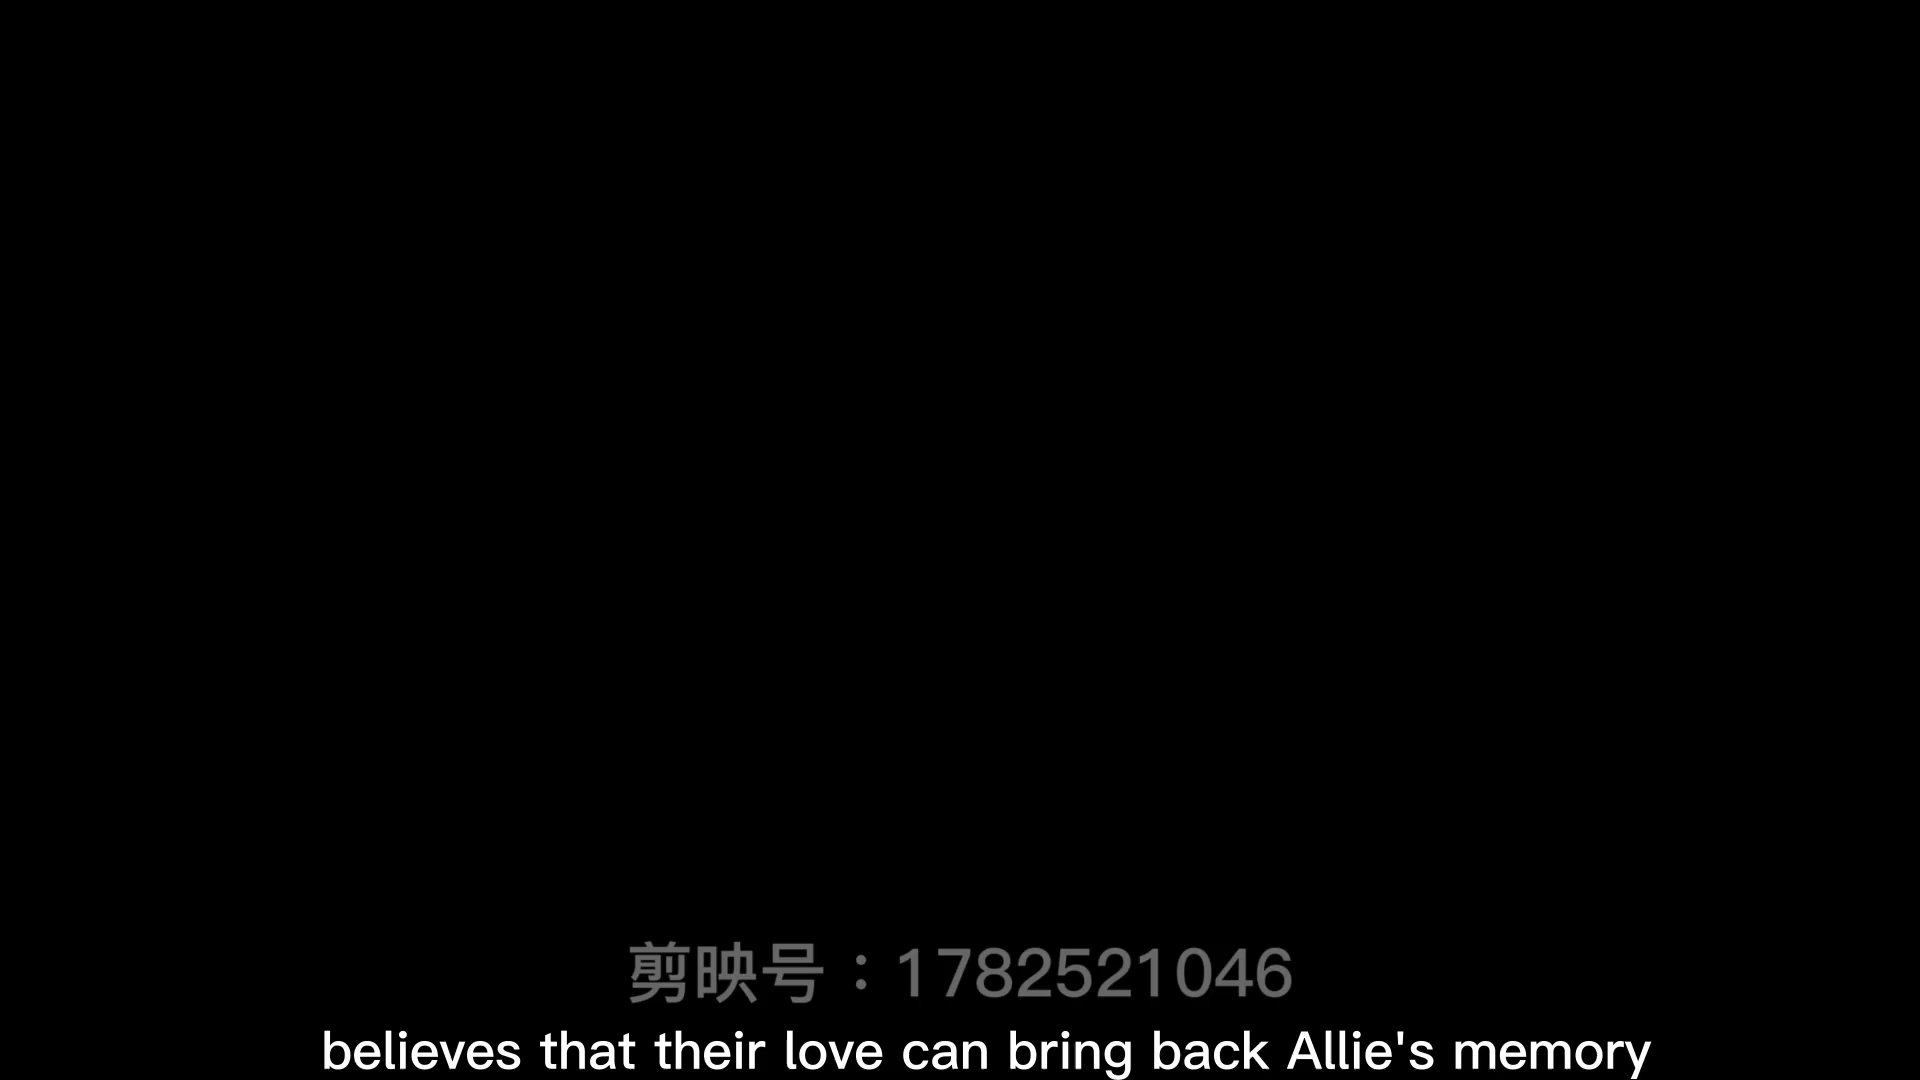 剪映号：1782521046
believes that their love can bring back Allie's memory